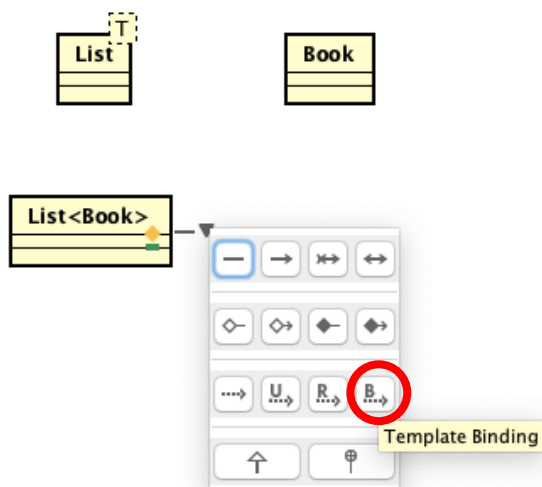 T
List
Book
List<Book>
U
R
B
Template Binding